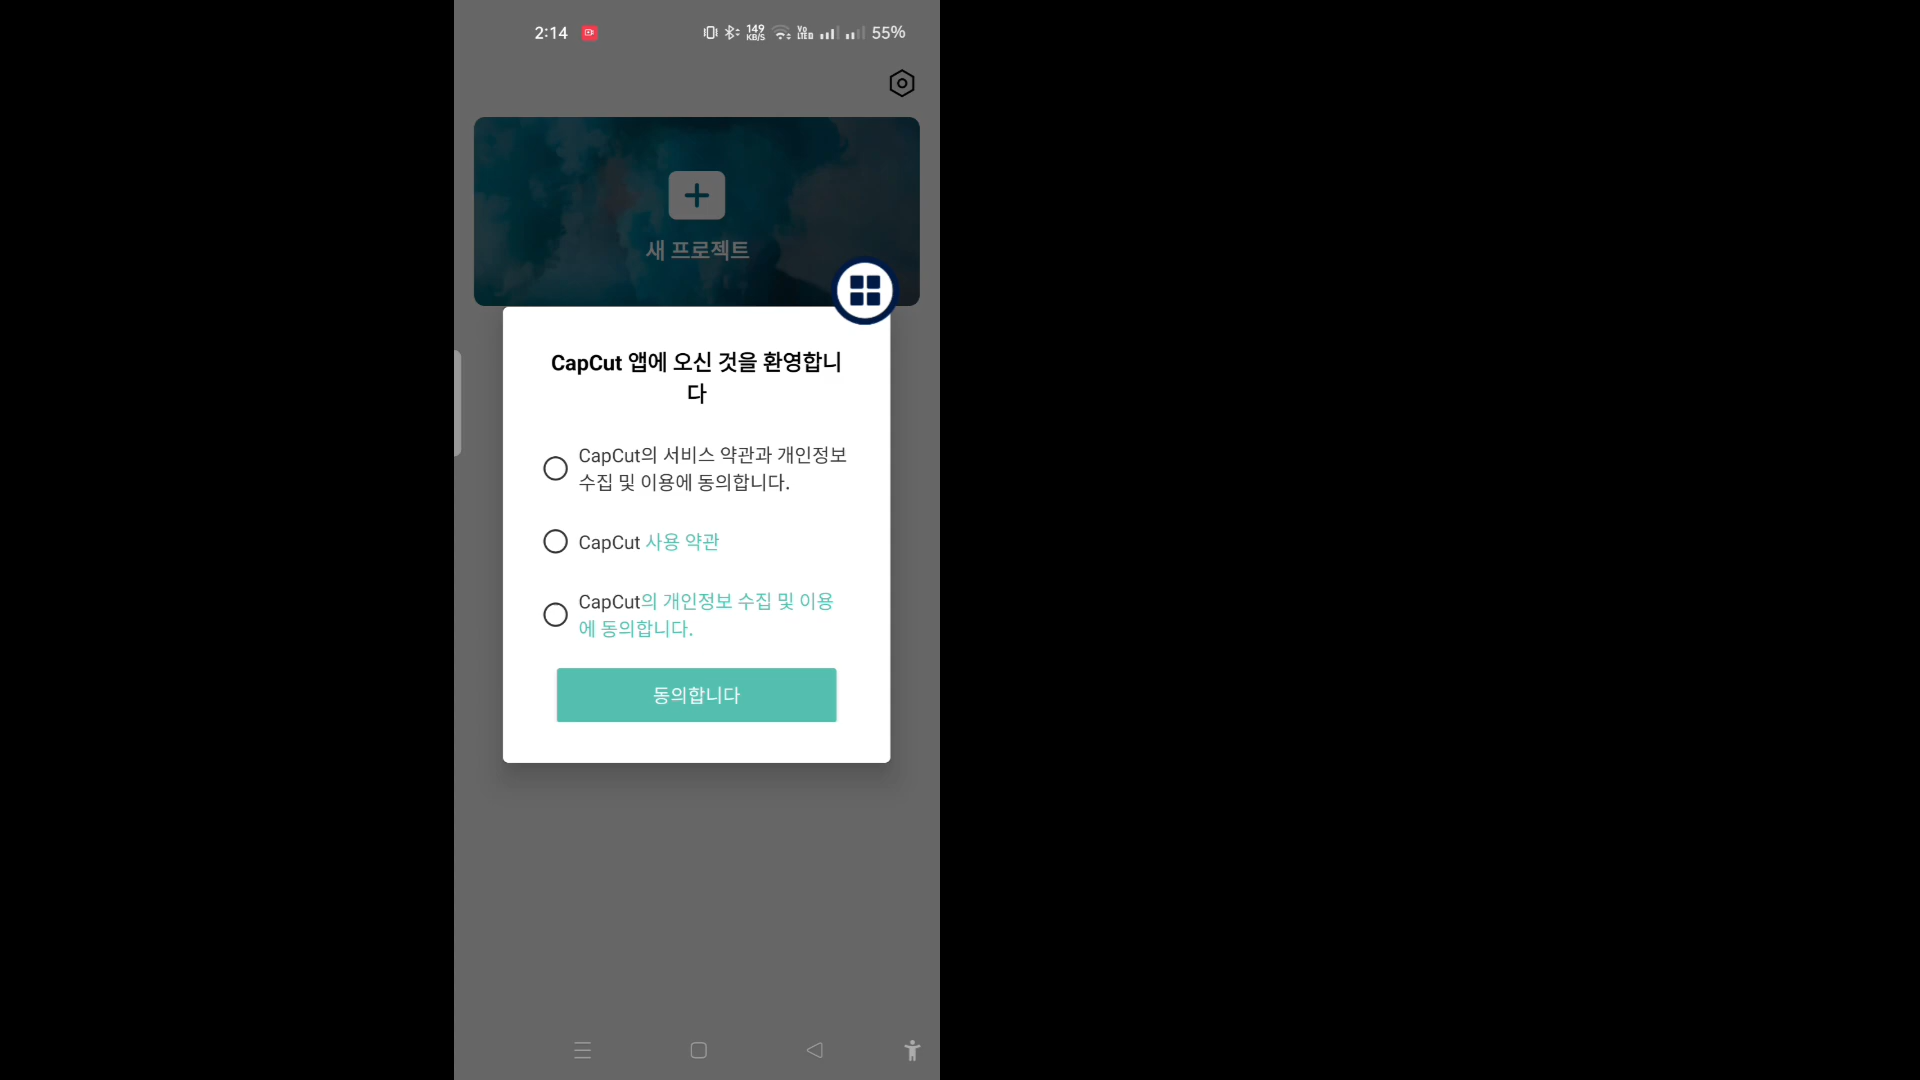 2:14
149
KB/S
Vo
LTE
55%
새 프로젝트
CapCut 앱에 오신 것을 환영합니
다
CapCut의 서비스 약관과 개인정보
수집 및 이용에 동의합니다.
CapCut 사용 약관
CapCut의 개인정보 수집 및 이용
에 동의합니다.
동의합니다